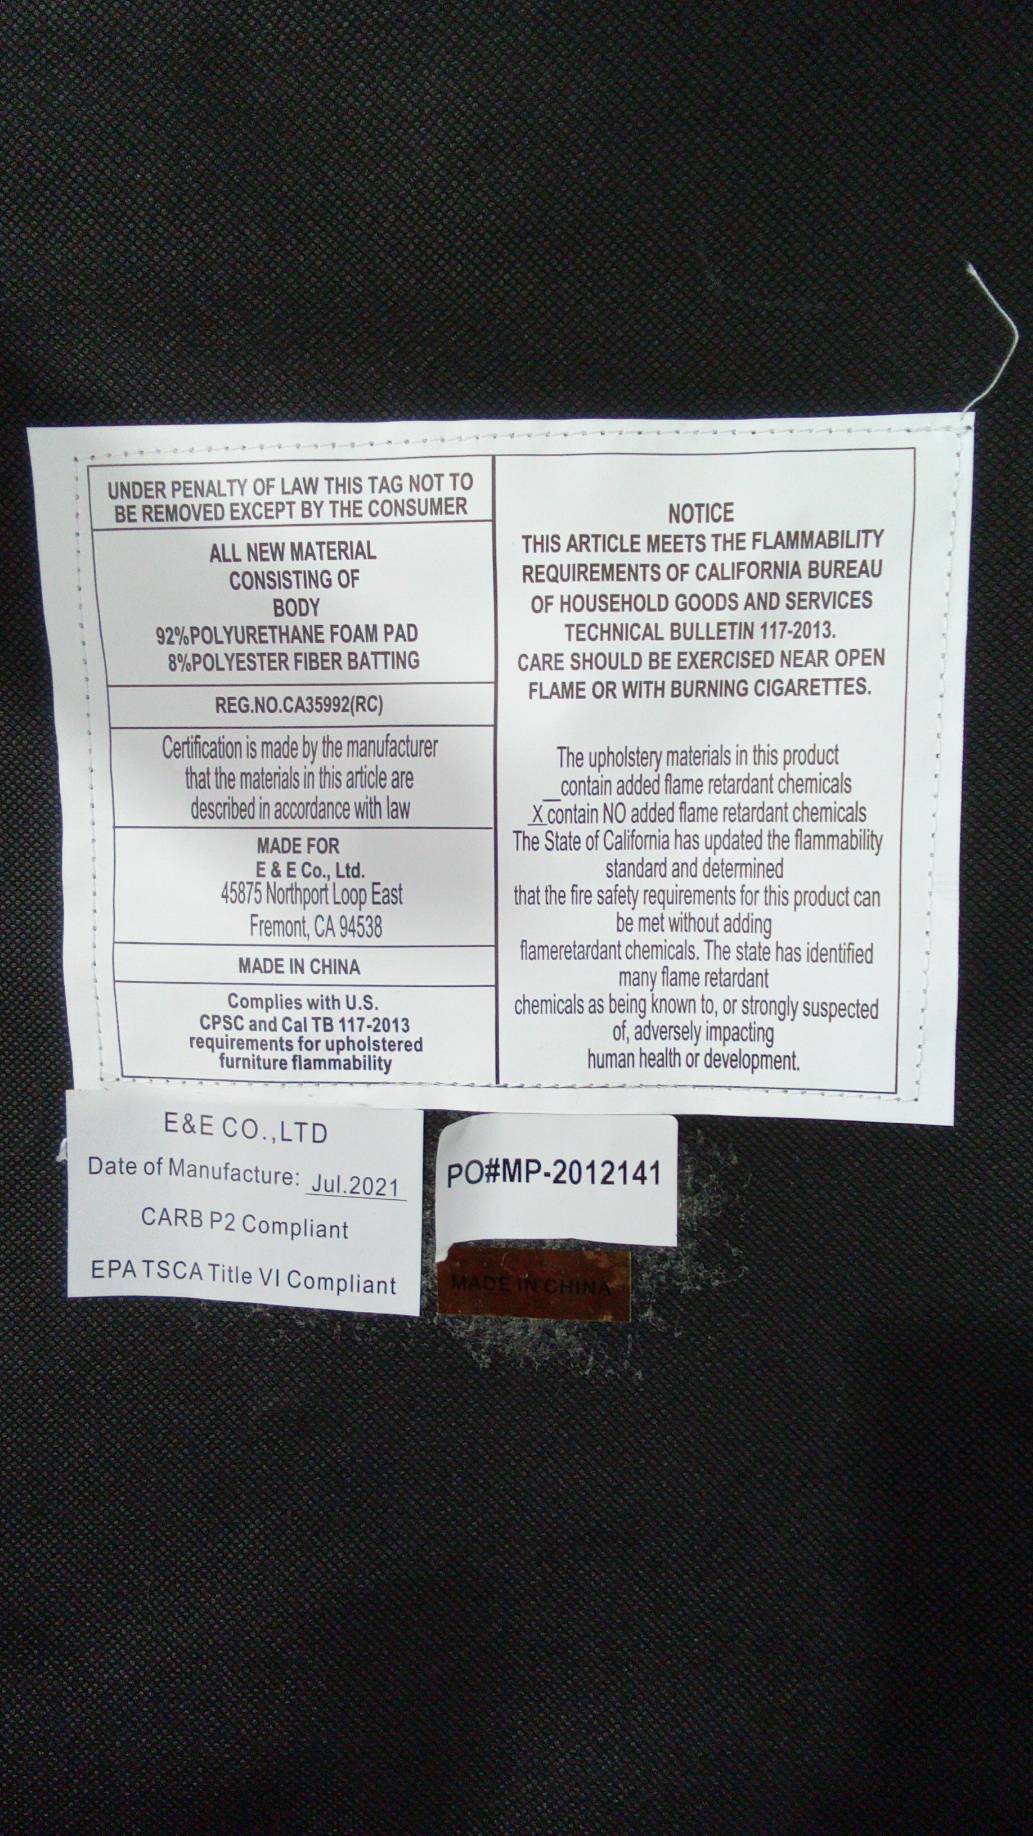 UNDER PENALTY OF LAW THIS TAG NOT TO
BE REMOVED EXCEPT BY THE CONSUMER
ALL NEW MATERIAL
CONSISTING OF
BODY
92%POLYURETHANE FOAM PAD
8%POLYESTER FIBER BATTING
REG.NO.CA35992(RC)
Certification is made by the manufacturer
that the materials in this article are
described in accordance with law
MADE FOR
E & E Co., Ltd.
45875 Northport Loop East
Fremont, CA 94538
MADE IN CHINA
Complies with U.S.
CPSC and Cal TB 117-2013
requirements for upholstered
furniture flammability
NOTICE
THIS ARTICLE MEETS THE FLAMMABILITY
REQUIREMENTS OF CALIFORNIA BUREAU
OF HOUSEHOLD GOODS AND SERVICES
TECHNICAL BULLETIN 117-2013.
CARE SHOULD BE EXERCISED NEAR OPEN
FLAME OR WITH BURNING CIGARETTES.
The upholstery materials in this product
__contain added flame retardant chemicals
X contain NO added flame retardant chemicals
The State of California has updated the flammability
standard and determined
that the fire safety requirements for this product can
be met without adding
flameretardant chemicals. The state has identified
many flame retardant
chemicals as being known to, or strongly suspected
of, adversely impacting
human health or development.
E&E CO.,LTD
Date of Manufacture: Jul.2021
CARB P2 Compliant
EPA TSCA Title VI Compliant
PO#MP-2012141
MADE IN CHINA